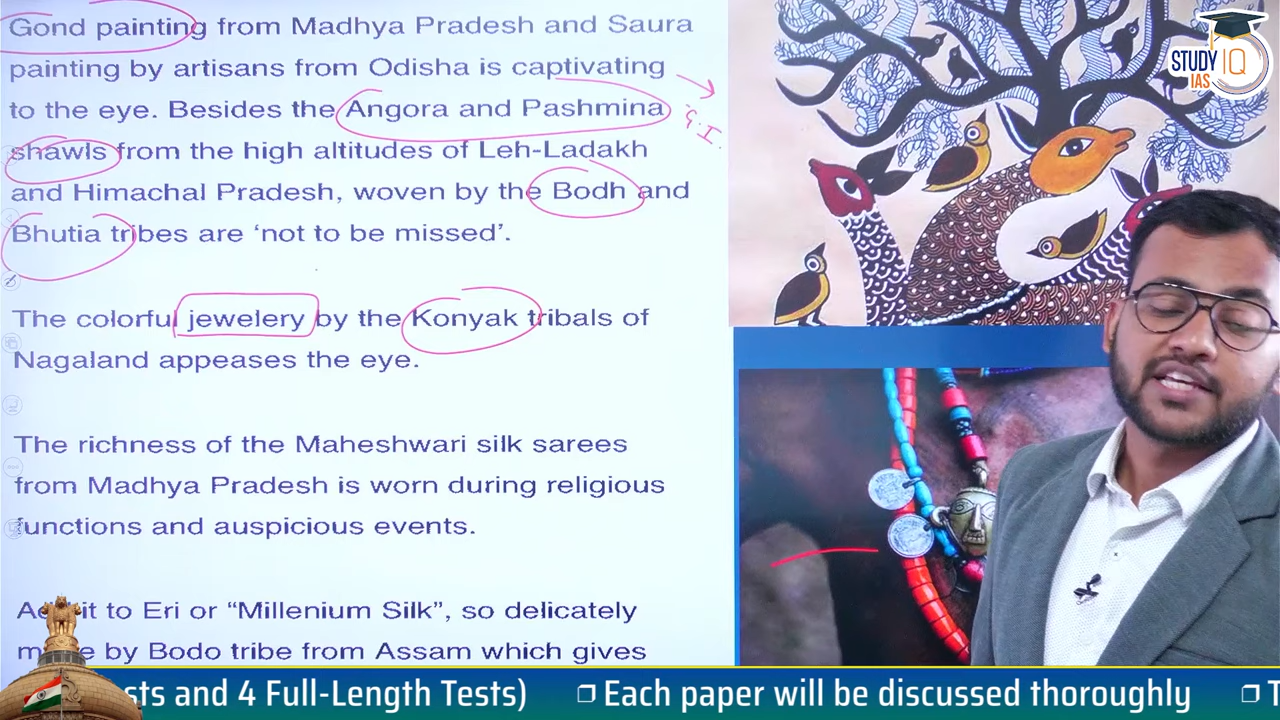 Gond painting from Madhya Pradesh and Saura
painting by artisans from Odisha is captivating
to the eye. Besides the Angora and Pashmina
G.I.
shawls from the high altitudes of Leh-Ladakh
and Himachal Pradesh, woven by the Bodh and
Bhutia tribes are ‘not to be missed’.
The colorful jewelery by the Konyak tribals of
Nagaland appeases the eye.
The richness of the Maheshwari silk sarees
from Madhya Pradesh is worn during religious
functions and auspicious events.
to Eri or “Millenium Silk”, so delicately
by Bodo tribe from Assam which gives
STUDY IQ
IAS
and 4 Full-Length Tests) ❐ Each paper will be discussed thoroughly ❐